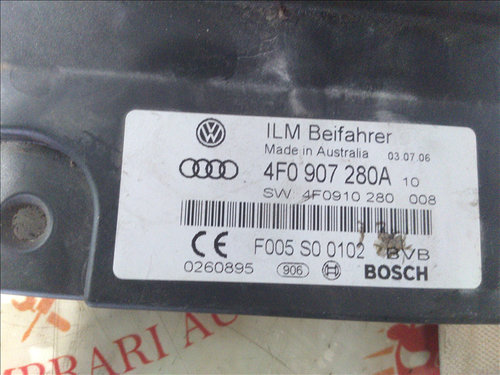 ILM Beifahrer
Made in Australia 03.07.06
4F0 907 280A 10
SW 4F0910 280 008
F005 S0 0102 BVB
0260895 906 BOSCH